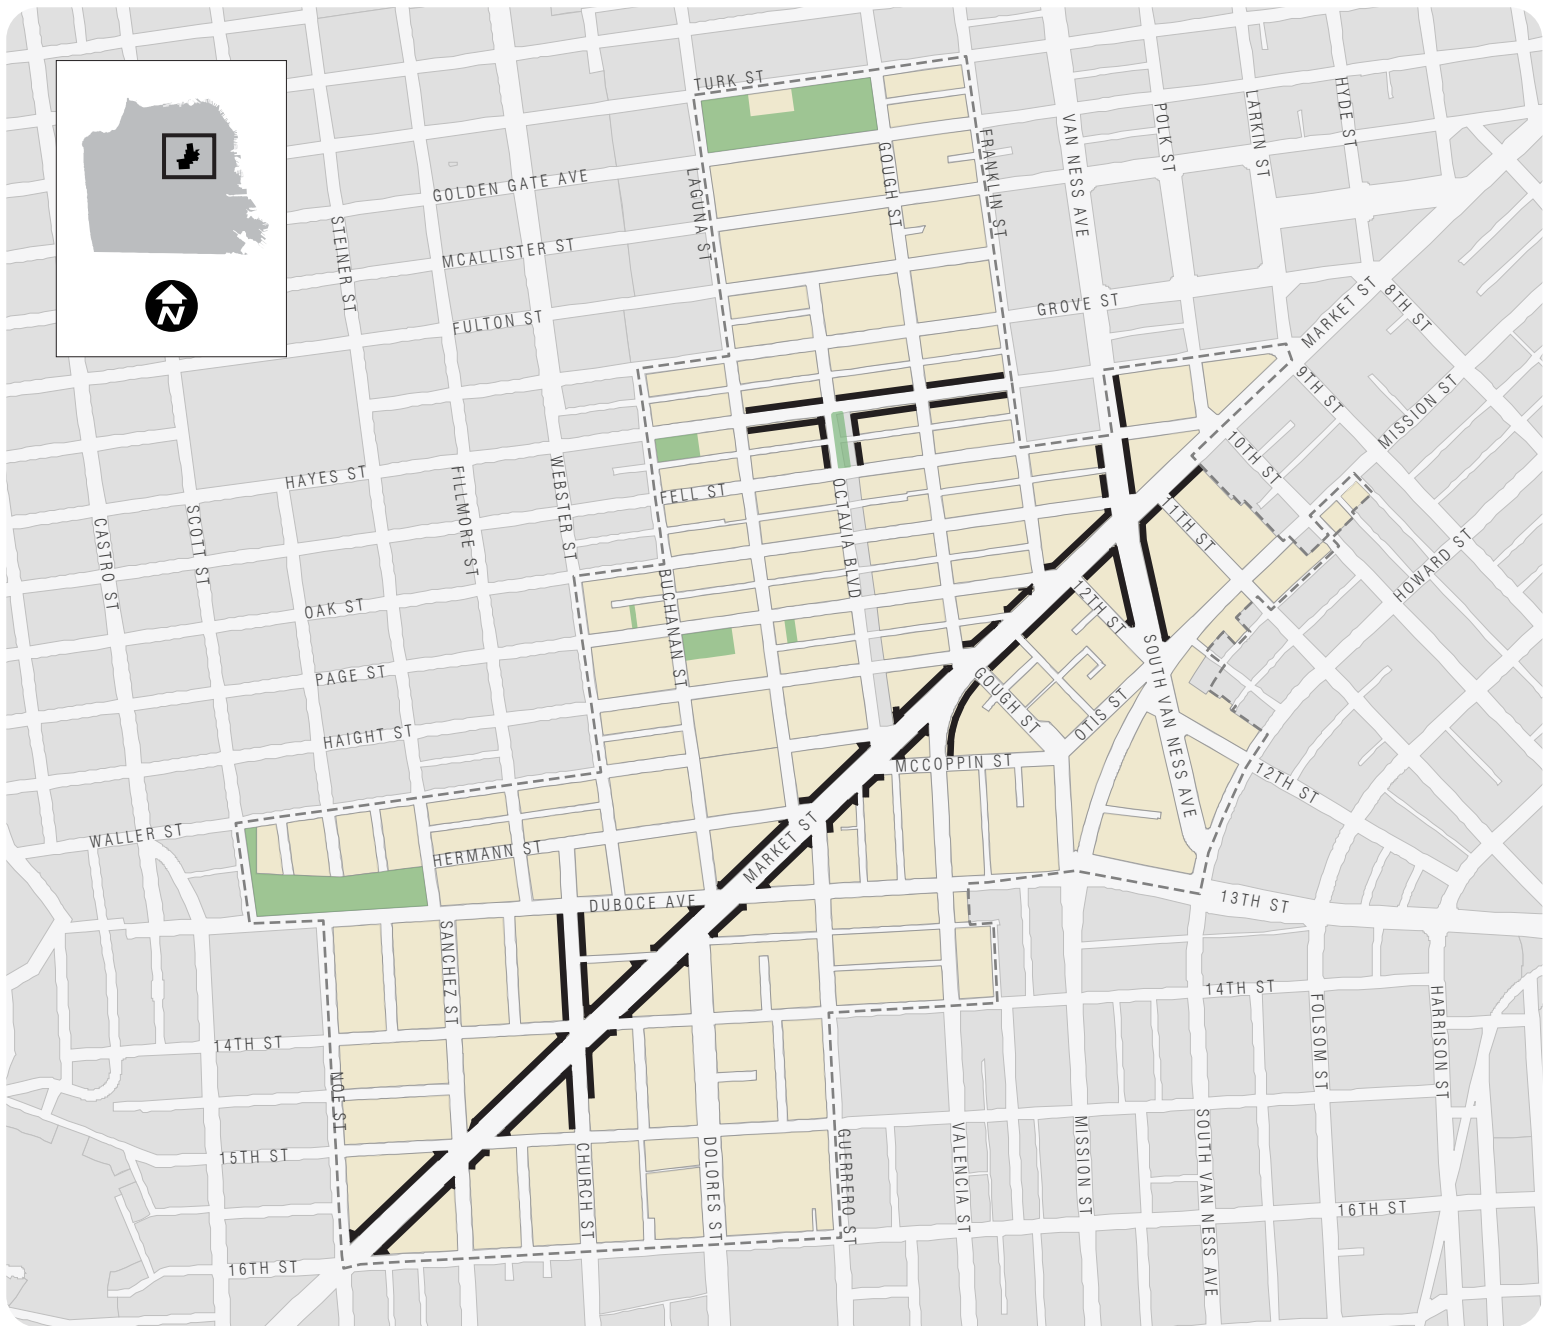 TURK ST
GOLDEN GATE AVE
MCALLISTER ST
FULTON ST
GROVE ST
STEINER ST
LAGUNA ST
GOUGH ST
FRANKLIN ST
VAN NESS AVE
POLK ST
LARKIN ST
HYDE ST
N
MARKET ST
8TH ST
9TH ST
MISSION ST
10TH ST
HAYES ST
FELL ST
OCTAVIA BLVD
CASTRO ST
SCOTT ST
FILLMORE ST
WEBSTER ST
BUCHANAN ST
11TH ST
HOWARD ST
OAK ST
12TH ST
PAGE ST
GOUGH ST
OTIS ST
SOUTH VAN NESS AVE
HAIGHT ST
MCCOPPIN ST
12TH ST
WALLER ST
HERMANN ST
MARKET ST
DUBOCE AVE
13TH ST
SANCHEZ ST
14TH ST
14TH ST
FOLSOM ST
HARRISON ST
NOE ST
15TH ST
CHURCH ST
DOLORES ST
GUERRERO ST
VALENCIA ST
MISSION ST
SOUTH VAN NESS AVE
16TH ST
16TH ST